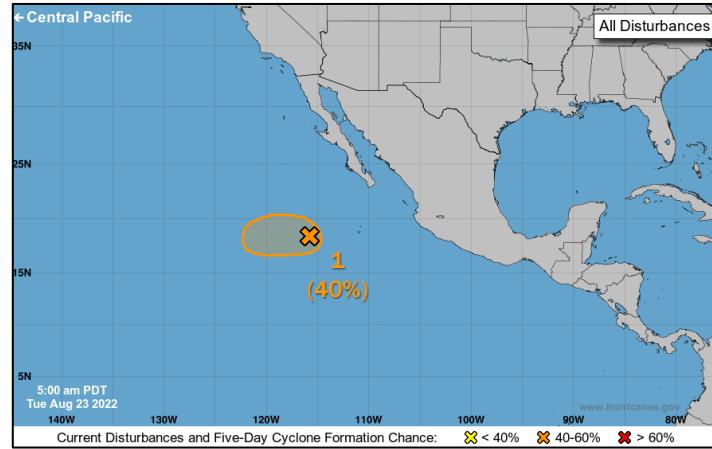 ← Central Pacific
All Disturbances
35N
25N
15N
5N
1
(40%)
5:00 am PDT
Tue Aug 23 2022
www.hurricanes.gov
140W 130W 120W 110W 100W 90W 80W
Current Disturbances and Five-Day Cyclone Formation Chance: < 40% 40-60% > 60%